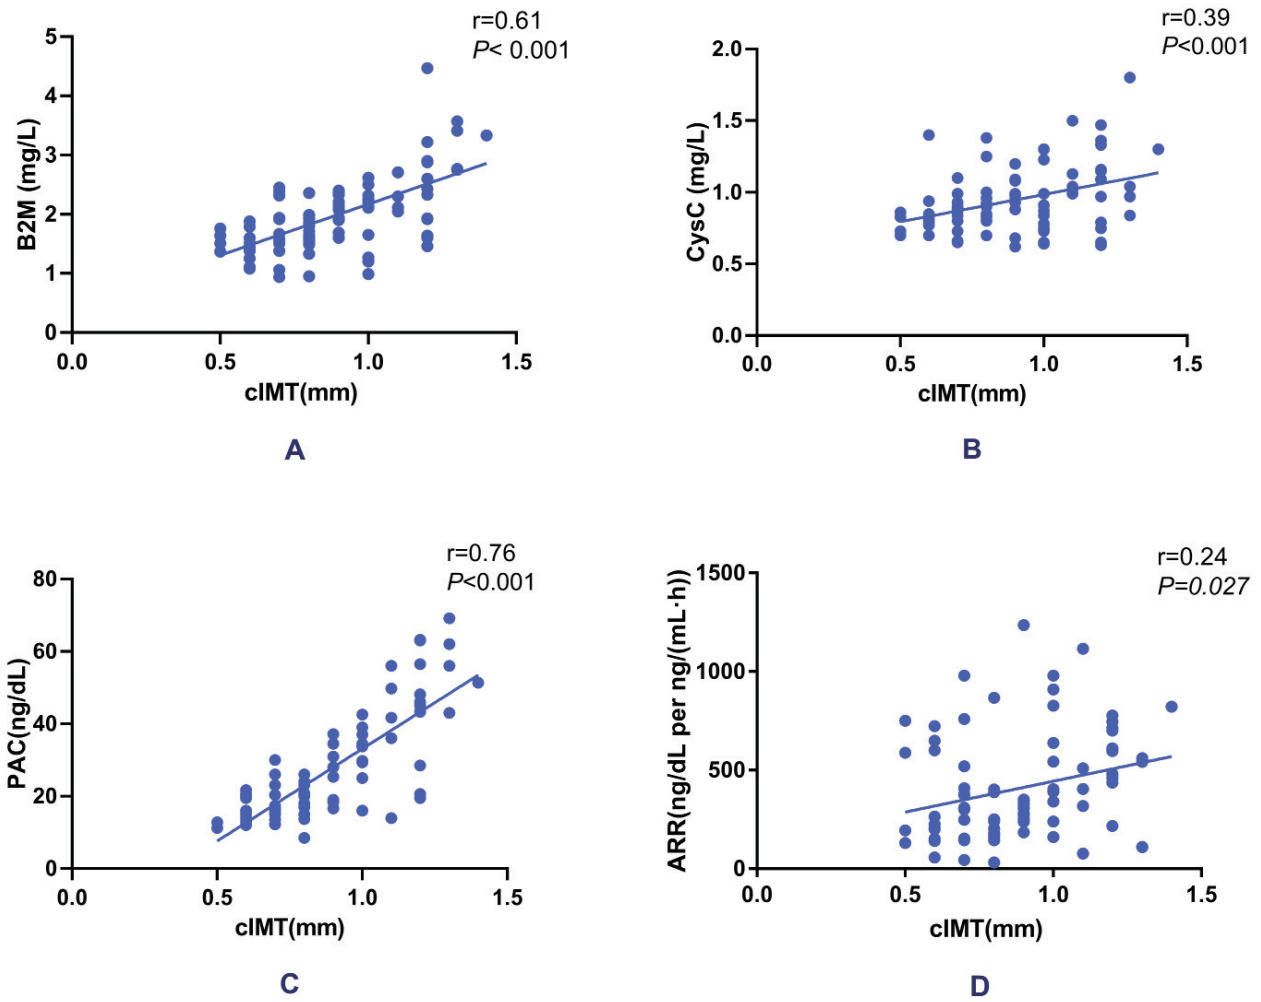 r=0.61
P< 0.001
5
4
3
2
1
0
B2M (mg/L)
0.0 0.5 1.0 1.5
cIMT(mm)
A
r=0.39
P<0.001
2.0
1.5
1.0
0.5
0.0
CysC (mg/L)
0.0 0.5 1.0 1.5
cIMT(mm)
B
r=0.76
P<0.001
80
60
40
20
0
PAC(ng/dL)
0.0 0.5 1.0 1.5
cIMT(mm)
C
r=0.24
P=0.027
1500
1000
500
0
ARR(ng/dL per ng/(mL·h))
0.0 0.5 1.0 1.5
cIMT(mm)
D